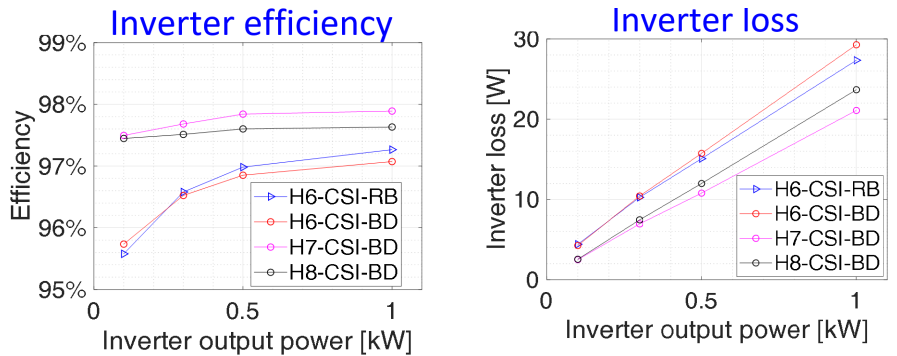 Inverter efficiency
99%
98%
97%
96%
95%
Efficiency
H6-CSI-RB
H6-CSI-BD
H7-CSI-BD
H8-CSI-BD
0
0.5
1
Inverter output power [kW]
Inverter loss
30
20
10
0
Inverter loss [W]
H6-CSI-RB
H6-CSI-BD
H7-CSI-BD
H8-CSI-BD
0
0.5
1
Inverter output power [kW]